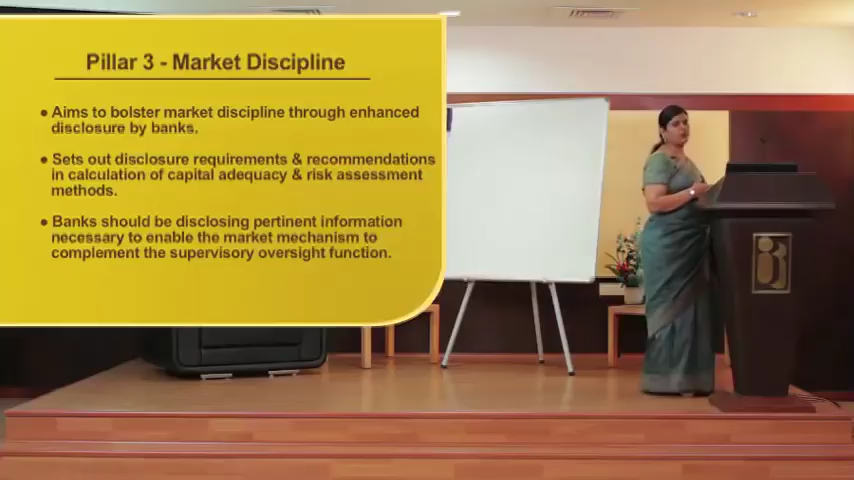 Pillar 3 - Market Discipline
● Aims to bolster market discipline through enhanced
disclosure by banks.
● Sets out disclosure requirements & recommendations
in calculation of capital adequacy & risk assessment
methods.
● Banks should be disclosing pertinent information
necessary to enable the market mechanism to
complement the supervisory oversight function.